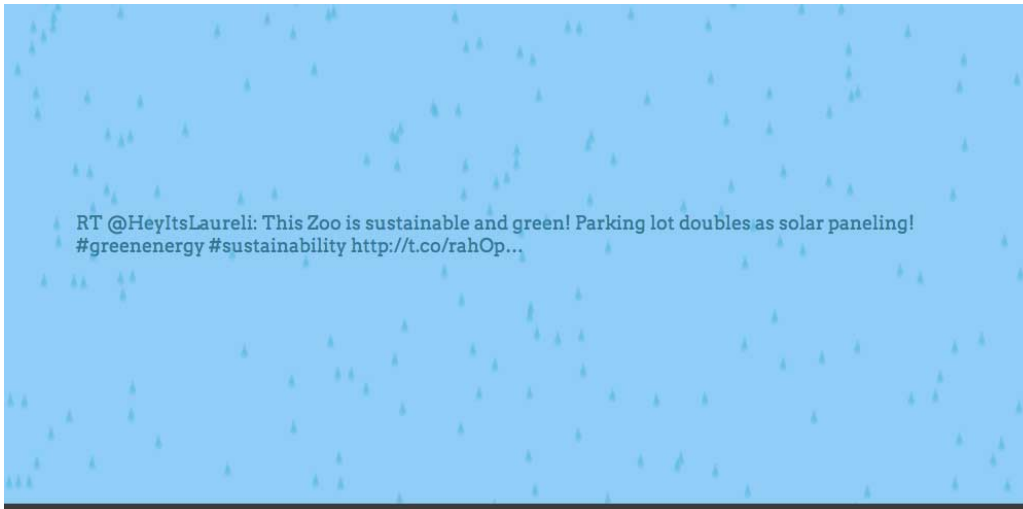 RT @HeyItsLaureli: This Zoo is sustainable and green! Parking lot doubles as solar paneling!
#greenenergy #sustainability http://t.co/rahOp...